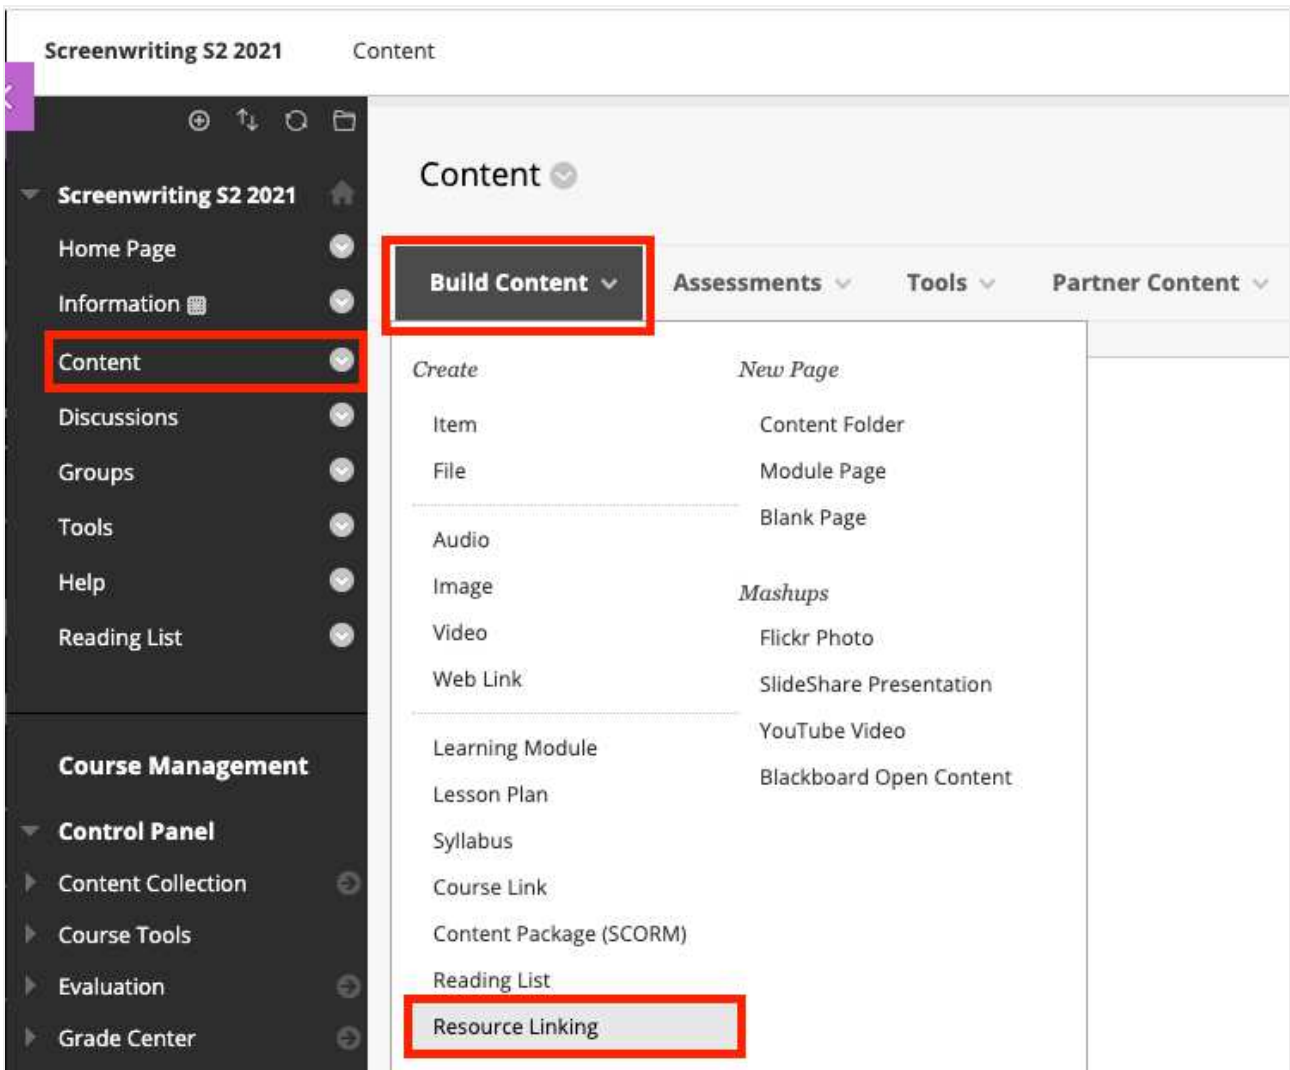 Screenwriting S2 2021 Content
Screenwriting S2 2021
Home Page
Information
Content
Discussions
Groups
Tools
Help
Reading List
Course Management
Control Panel
Content Collection
Course Tools
Evaluation
Grade Center
Content
Build Content Assessments Tools Partner Content
Create
Item
File
Audio
Image
Video
Web Link
Learning Module
Lesson Plan
Syllabus
Course Link
Content Package (SCORM)
Reading List
Resource Linking
New Page
Content Folder
Module Page
Blank Page
Mashups
Flickr Photo
SlideShare Presentation
YouTube Video
Blackboard Open Content